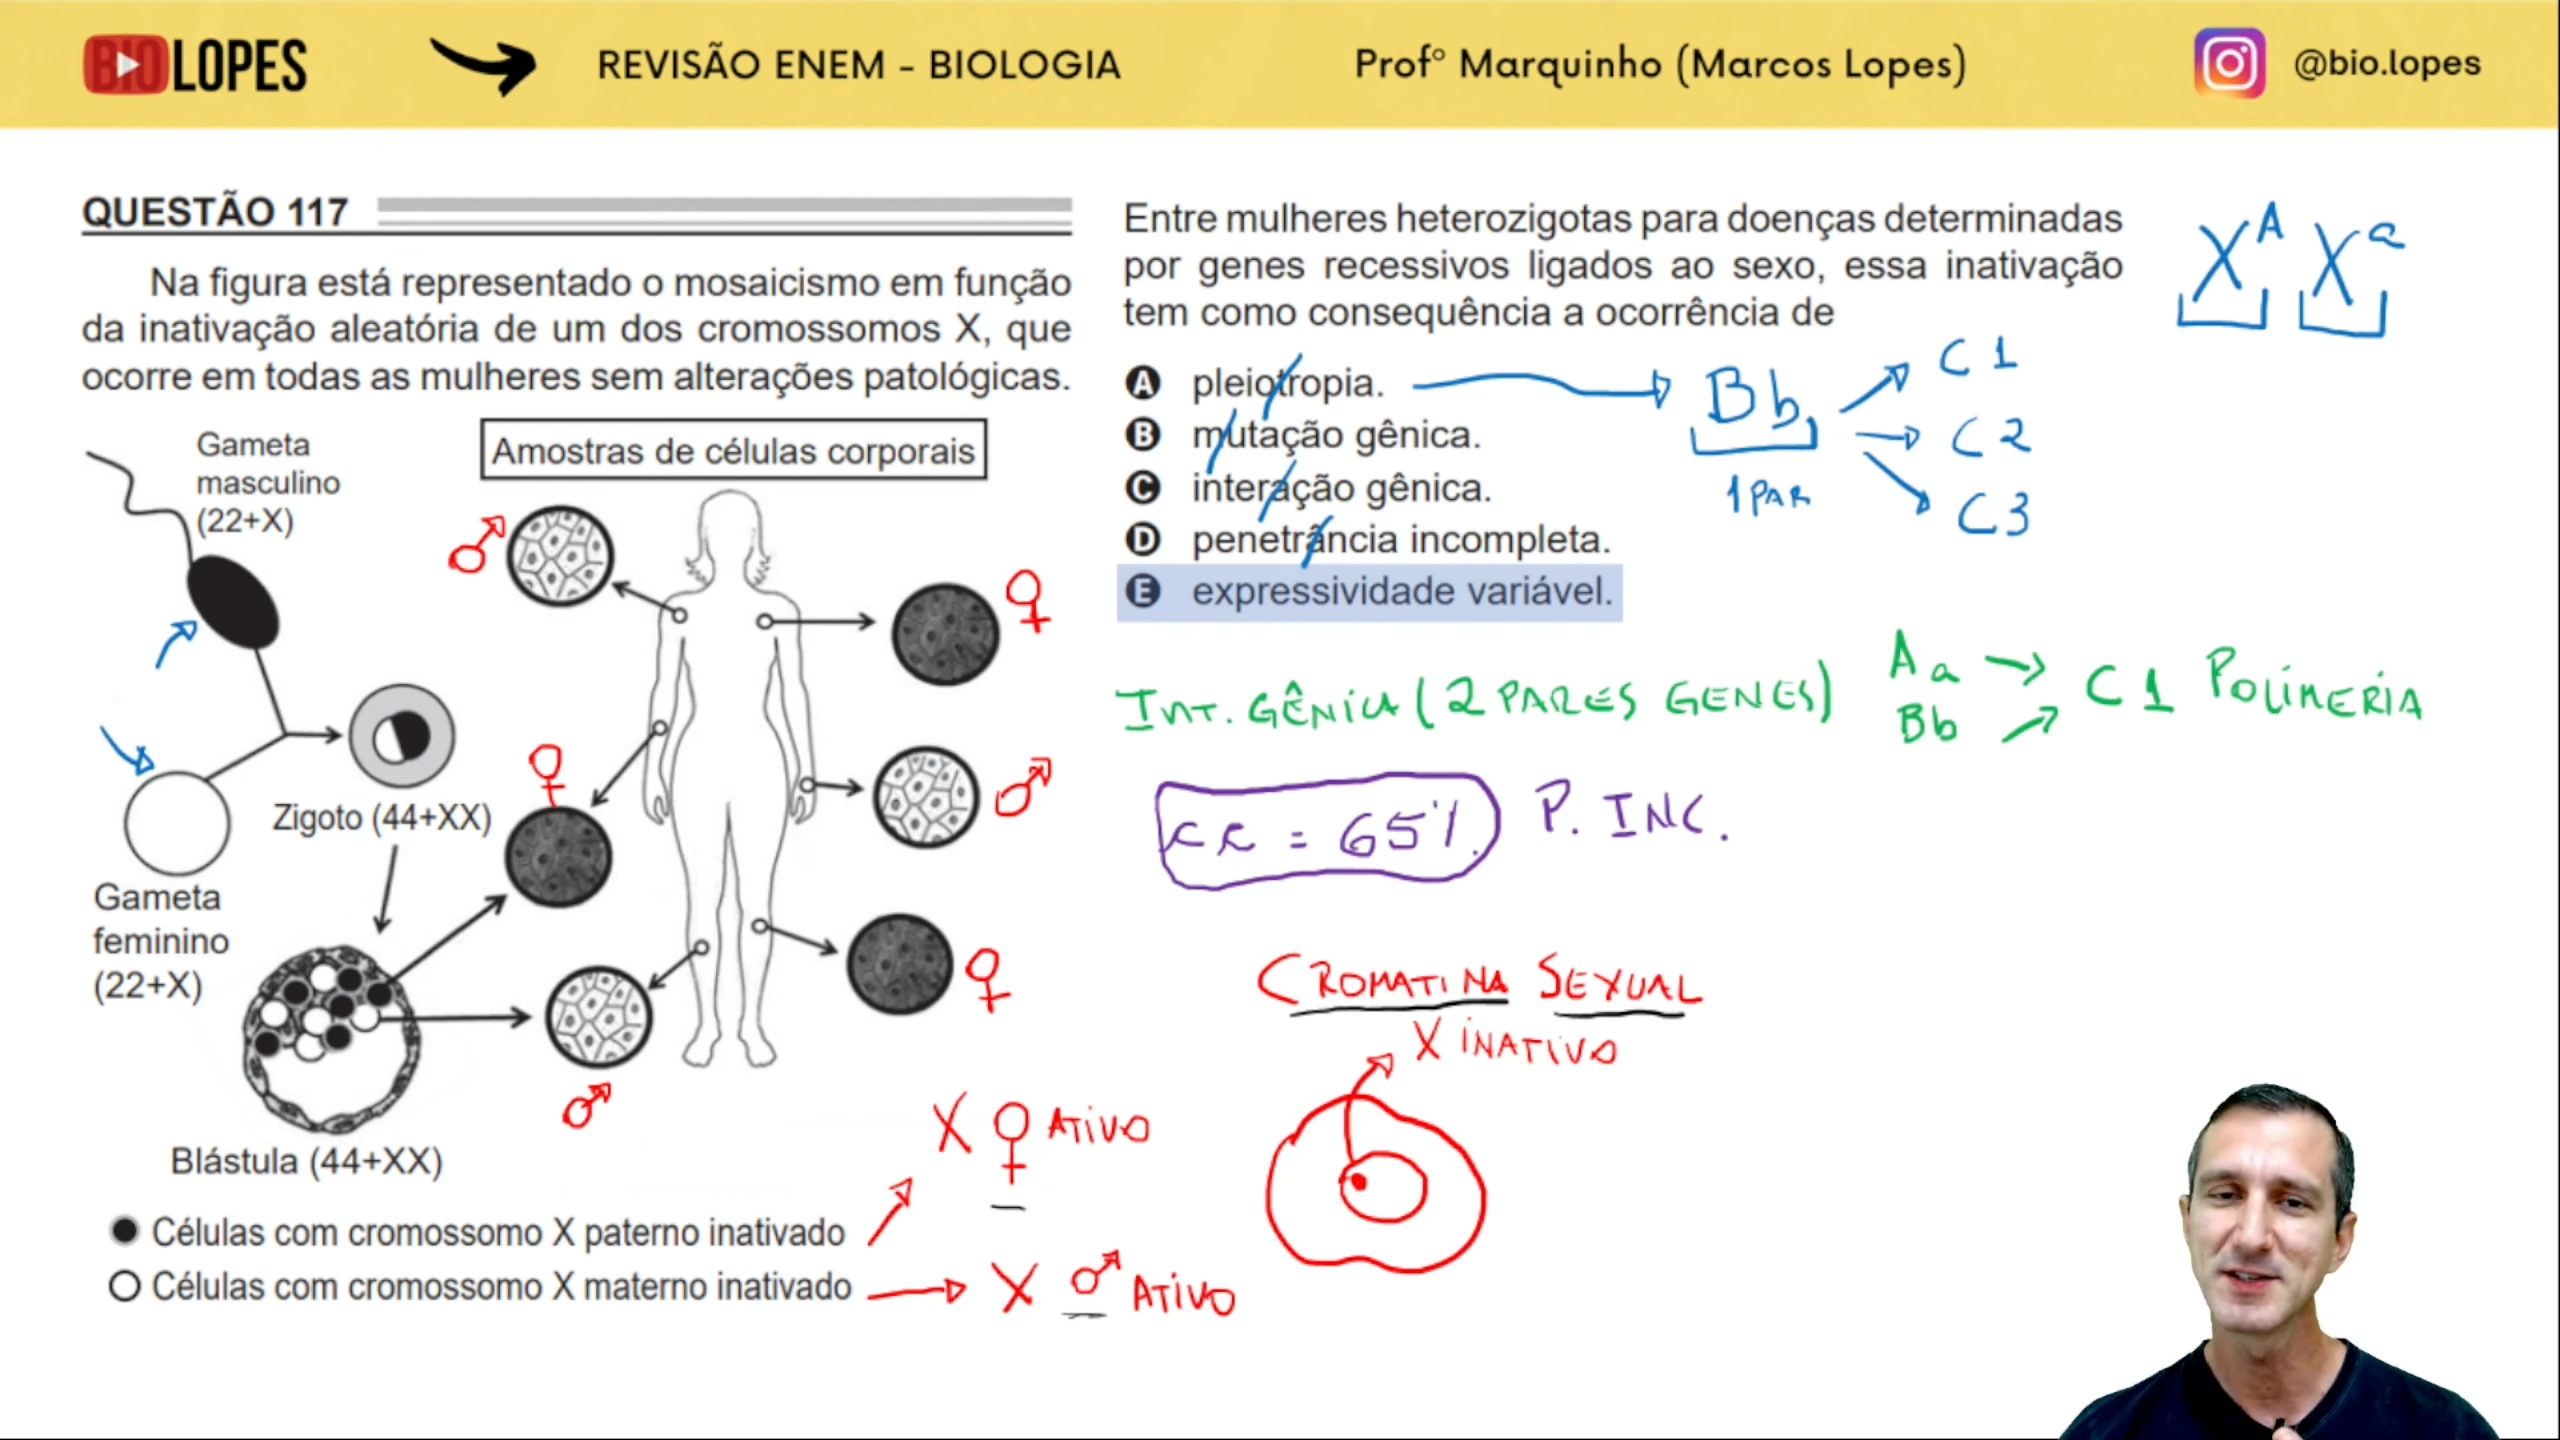 BIOLOPES
REVISÃO ENEM - BIOLOGIA
Prof° Marquinho (Marcos Lopes)
@bio.lopes
QUESTÃO 117
Na figura está representado o mosaicismo em função
da inativação aleatória de um dos cromossomos X, que
ocorre em todas as mulheres sem alterações patológicas.
Gameta
masculino
(22+X)
Amostras de células corporais
♂
♀
♀
♂
♀
♂
Zigoto (44+XX)
Gameta
feminino
(22+X)
Blástula (44+XX)
Células com cromossomo X paterno inativado
Células com cromossomo X materno inativado
X ♀ ATIVO
X ♂ ATIVO
Entre mulheres heterozigotas para doenças determinadas
por genes recessivos ligados ao sexo, essa inativação
tem como consequência a ocorrência de
A pleiotropia.
B mutação gênica.
C interação gênica.
D penetrância incompleta.
E expressividade variável.
X^A X^a
Bb
1 PAR
C1
C2
C3
INT. GÊNICA (2 PARES GENES)
Aa
Bb
C1 POLIMERIA
= 65%
P. INC.
CROMATINA SEXUAL
X INATIVO